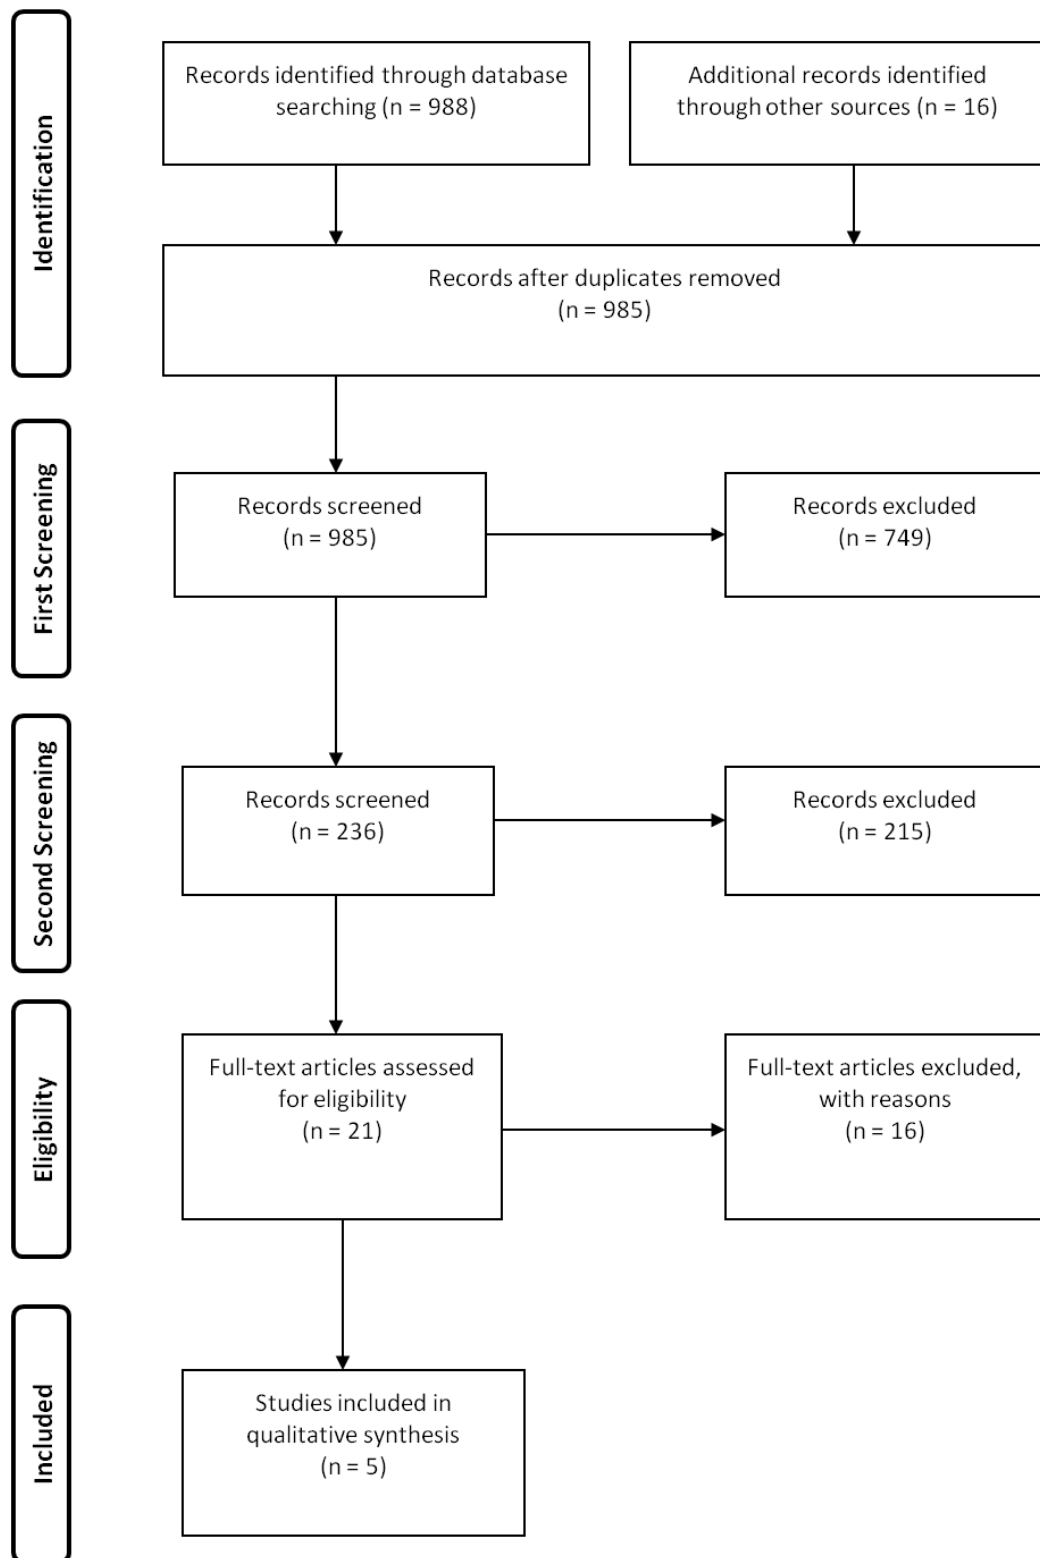 Identification
Records identified through database
searching (n = 988)
Additional records identified
through other sources (n = 16)
Records after duplicates removed
(n = 985)
First Screening
Records screened
(n = 985)
Records excluded
(n = 749)
Second Screening
Records screened
(n = 236)
Records excluded
(n = 215)
Eligibility
Full-text articles assessed
for eligibility
(n = 21)
Full-text articles excluded,
with reasons
(n = 16)
Included
Studies included in
qualitative synthesis
(n = 5)